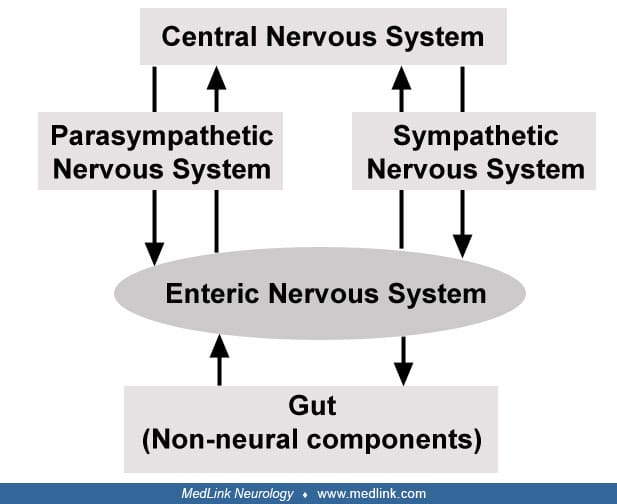 Central Nervous System
Parasympathetic
Nervous System
Sympathetic
Nervous System
Enteric Nervous System
Gut
(Non-neural components)
MedLink Neurology ♦ www.medlink.com